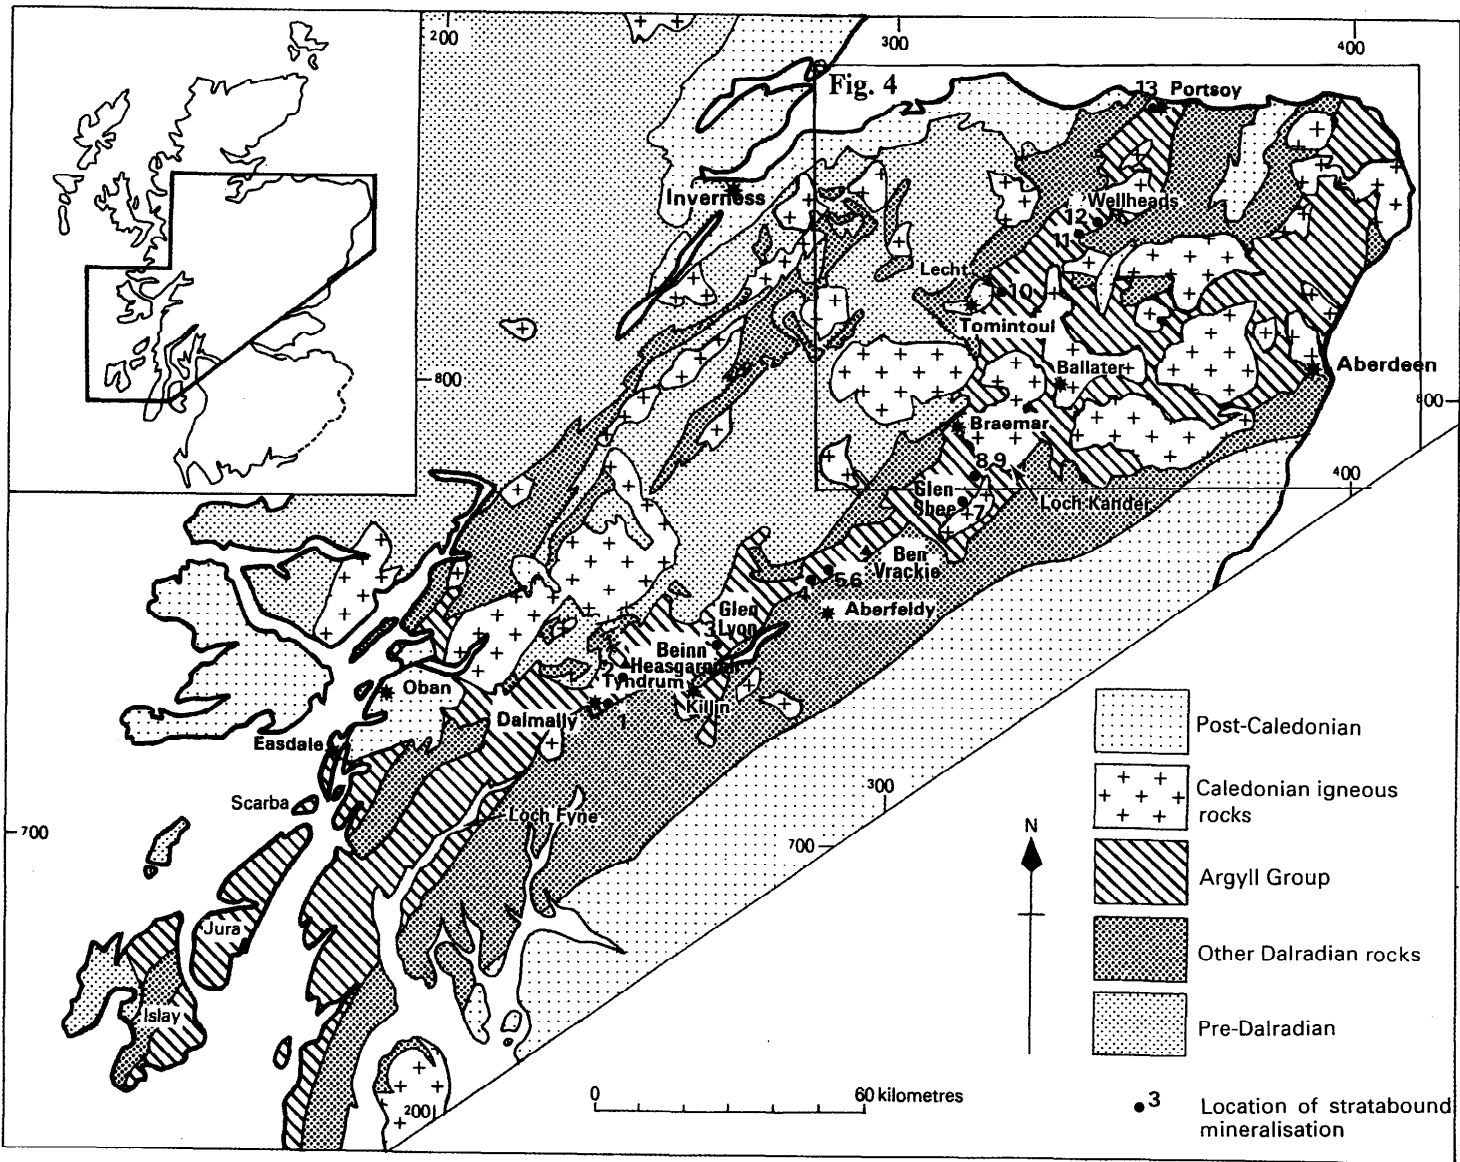 200
300
400
Fig. 4
13 Portsoy
Inverness
Wellheads
12
11
Lecht
10
Tomintoul
800
Ballater
Aberdeen
800
Braemar
8,9
400
Glen
Shee
7
Loch Kander
Ben
Vrackie
5,6
4
Aberfeldy
Glen
Lyon
3
Beinn
Heasgarnich
2
Tyndrum
Oban
Killin
Dalmally
1
Easdale
Scarba
Loch Fyne
300
700
700
N
Jura
Islay
200
0
60 kilometres
Post-Caledonian
Caledonian igneous
rocks
Argyll Group
Other Dalradian rocks
Pre-Dalradian
3
Location of stratabound
mineralisation